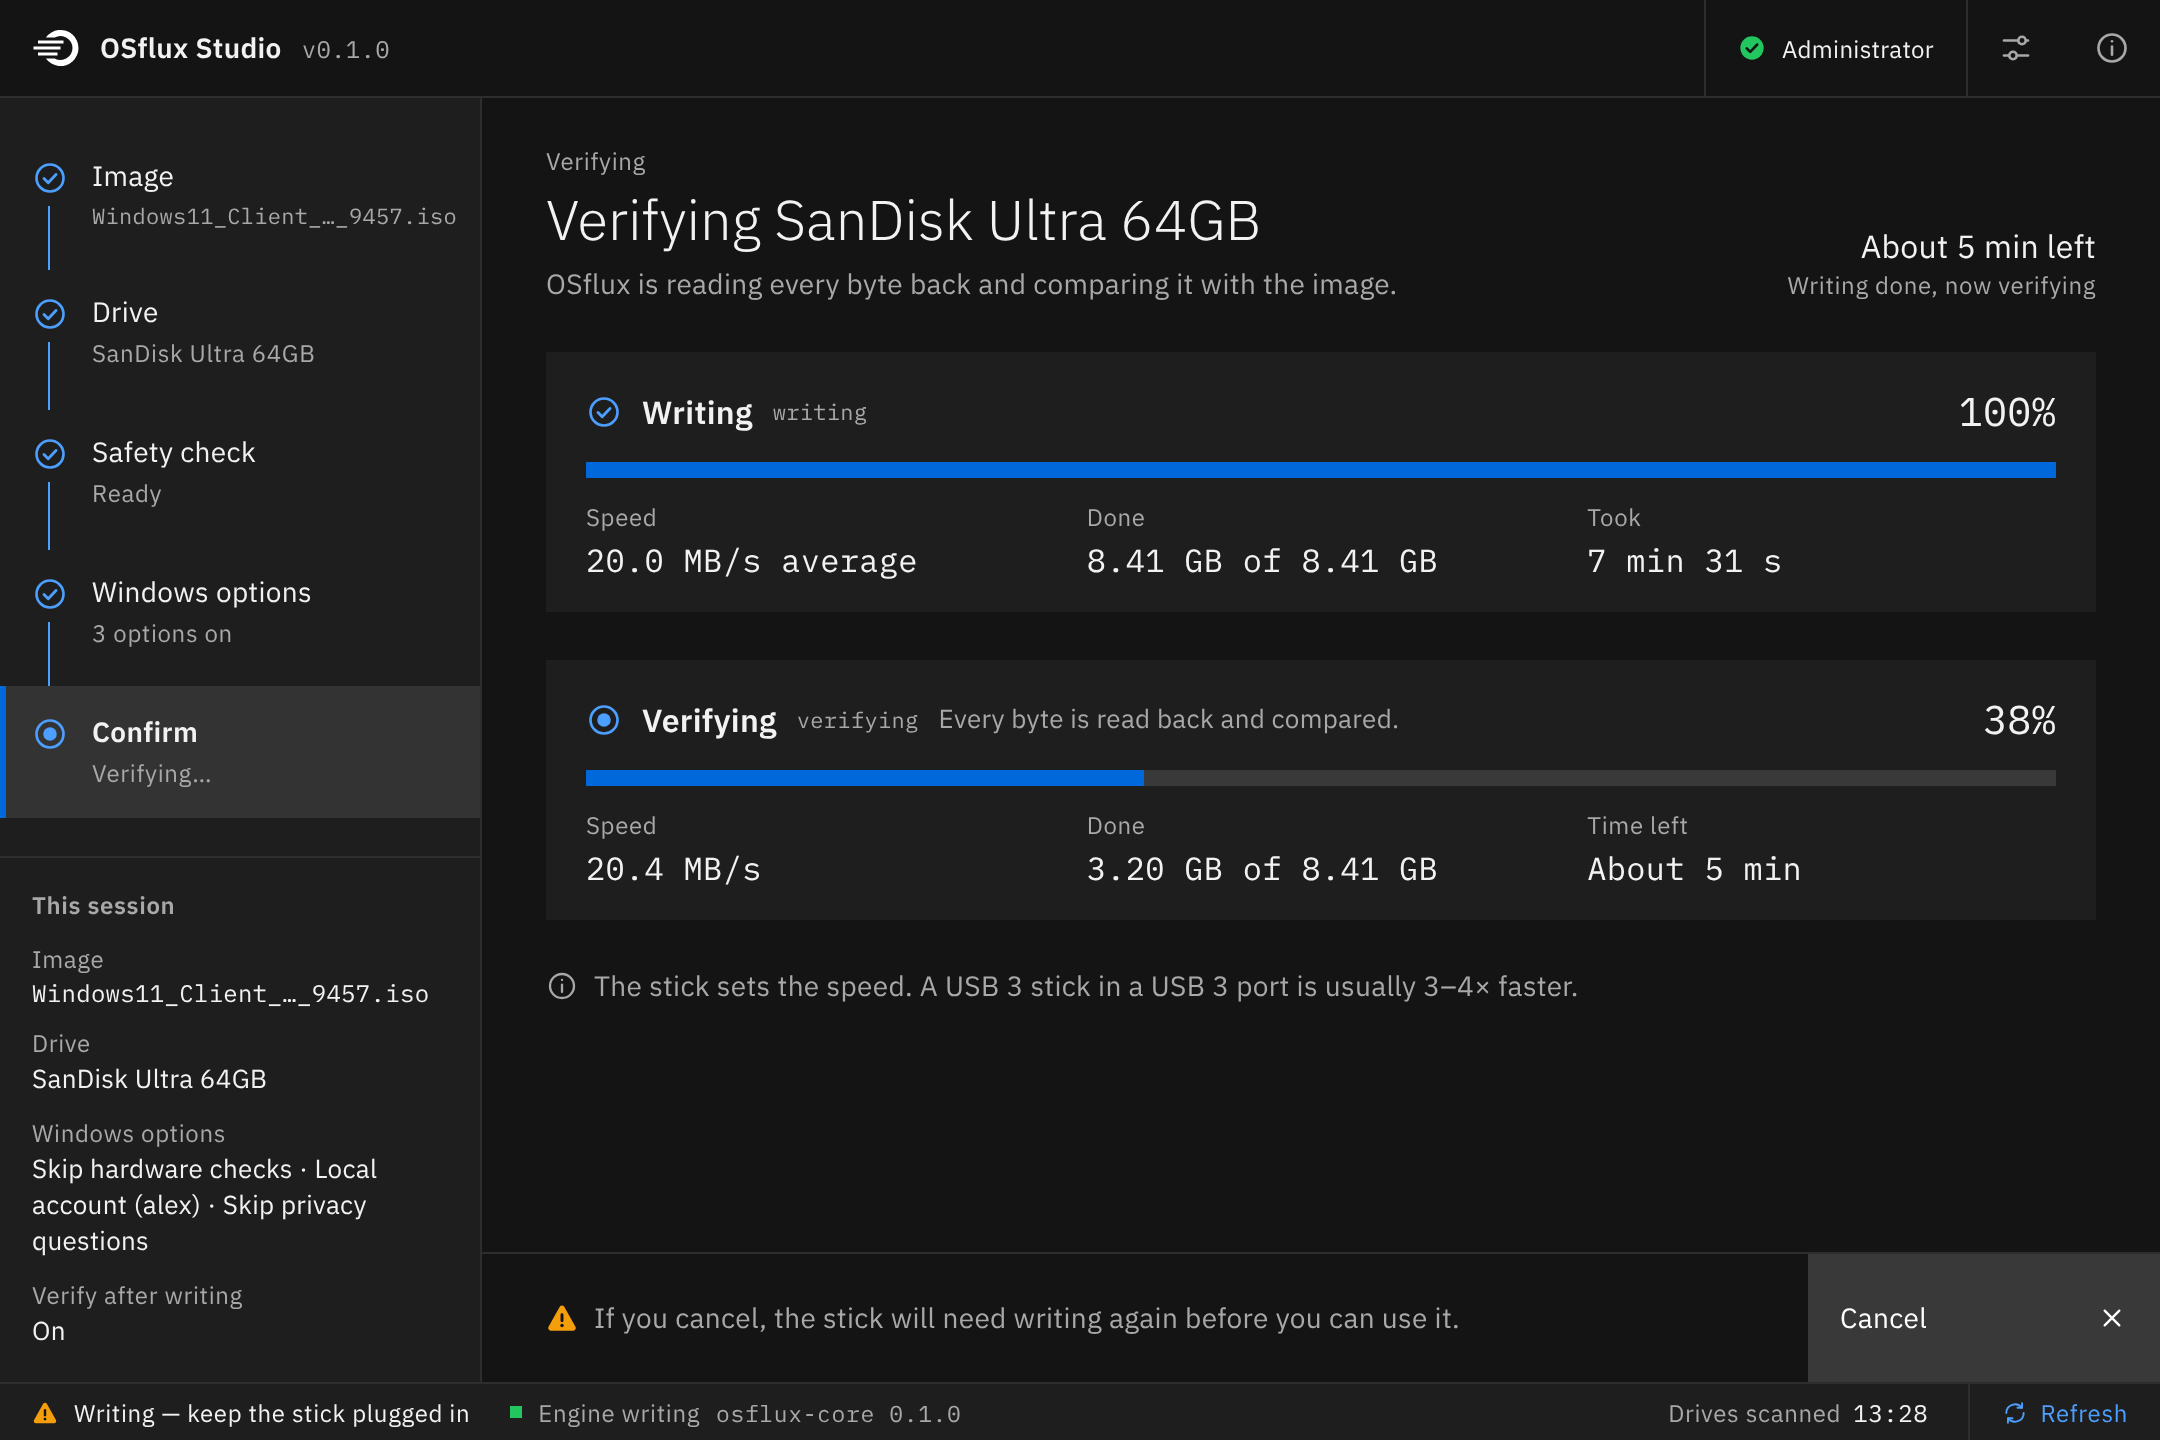 OSflux Studio v0.1.0
Administrator
Image
Windows11_Client_…_9457.iso
Drive
SanDisk Ultra 64GB
Safety check
Ready
Windows options
3 options on
Confirm
Verifying…
This session
Image
Windows11_Client_…_9457.iso
Drive
SanDisk Ultra 64GB
Windows options
Skip hardware checks · Local
account (alex) · Skip privacy
questions
Verify after writing
On
Verifying
Verifying SanDisk Ultra 64GB
OSflux is reading every byte back and comparing it with the image.
About 5 min left
Writing done, now verifying
Writing writing 100%
Speed Done Took
20.0 MB/s average 8.41 GB of 8.41 GB 7 min 31 s
Verifying verifying Every byte is read back and compared. 38%
Speed Done Time left
20.4 MB/s 3.20 GB of 8.41 GB About 5 min
The stick sets the speed. A USB 3 stick in a USB 3 port is usually 3–4× faster.
If you cancel, the stick will need writing again before you can use it.
Cancel
Writing — keep the stick plugged in Engine writing osflux-core 0.1.0 Drives scanned 13:28 Refresh